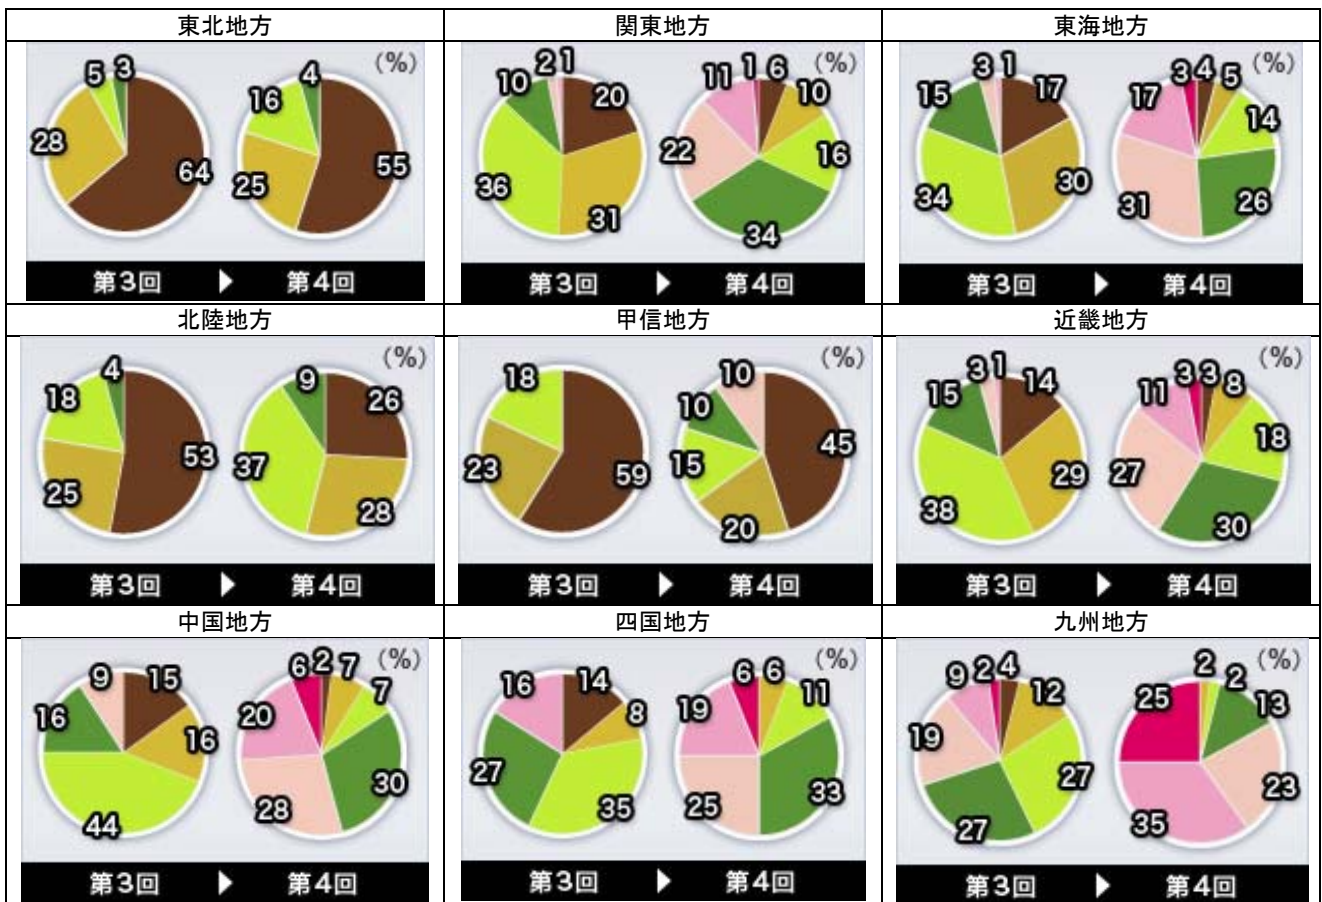 東北地方
関東地方
東海地方
(%)
5 3 28 64
4 16 25 55
第3回 ▶ 第4回
(%)
2 1 10 20 36 31
11 1 6 10 22 16 34
第3回 ▶ 第4回
(%)
3 1 15 17 34 30
3 4 5 17 14 31 26
第3回 ▶ 第4回
北陸地方
甲信地方
近畿地方
(%)
4 18 53 25
9 26 37 28
第3回 ▶ 第4回
(%)
18 23 59
10 10 45 15 20
第3回 ▶ 第4回
(%)
3 1 15 14 29 38
3 3 8 11 18 27 30
第3回 ▶ 第4回
中国地方
四国地方
九州地方
(%)
9 15 16 16 44
6 2 7 7 20 30 28
第3回 ▶ 第4回
(%)
16 14 8 27 35
6 6 11 19 33 25
第3回 ▶ 第4回
(%)
9 2 4 12 19 27 27
2 2 25 13 23 35
第3回 ▶ 第4回